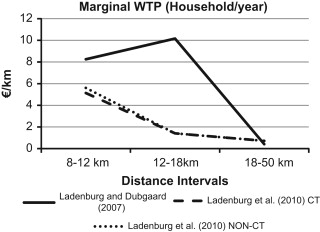 Marginal WTP (Household/year)
12
10
8
6
4
2
0
€/km
8-12 km
12-18km
18-50 km
Distance Intervals
Ladenburg and Dubgaard
(2007)
Ladenburg et al. (2010) CT
Ladenburg et al. (2010) NON-CT